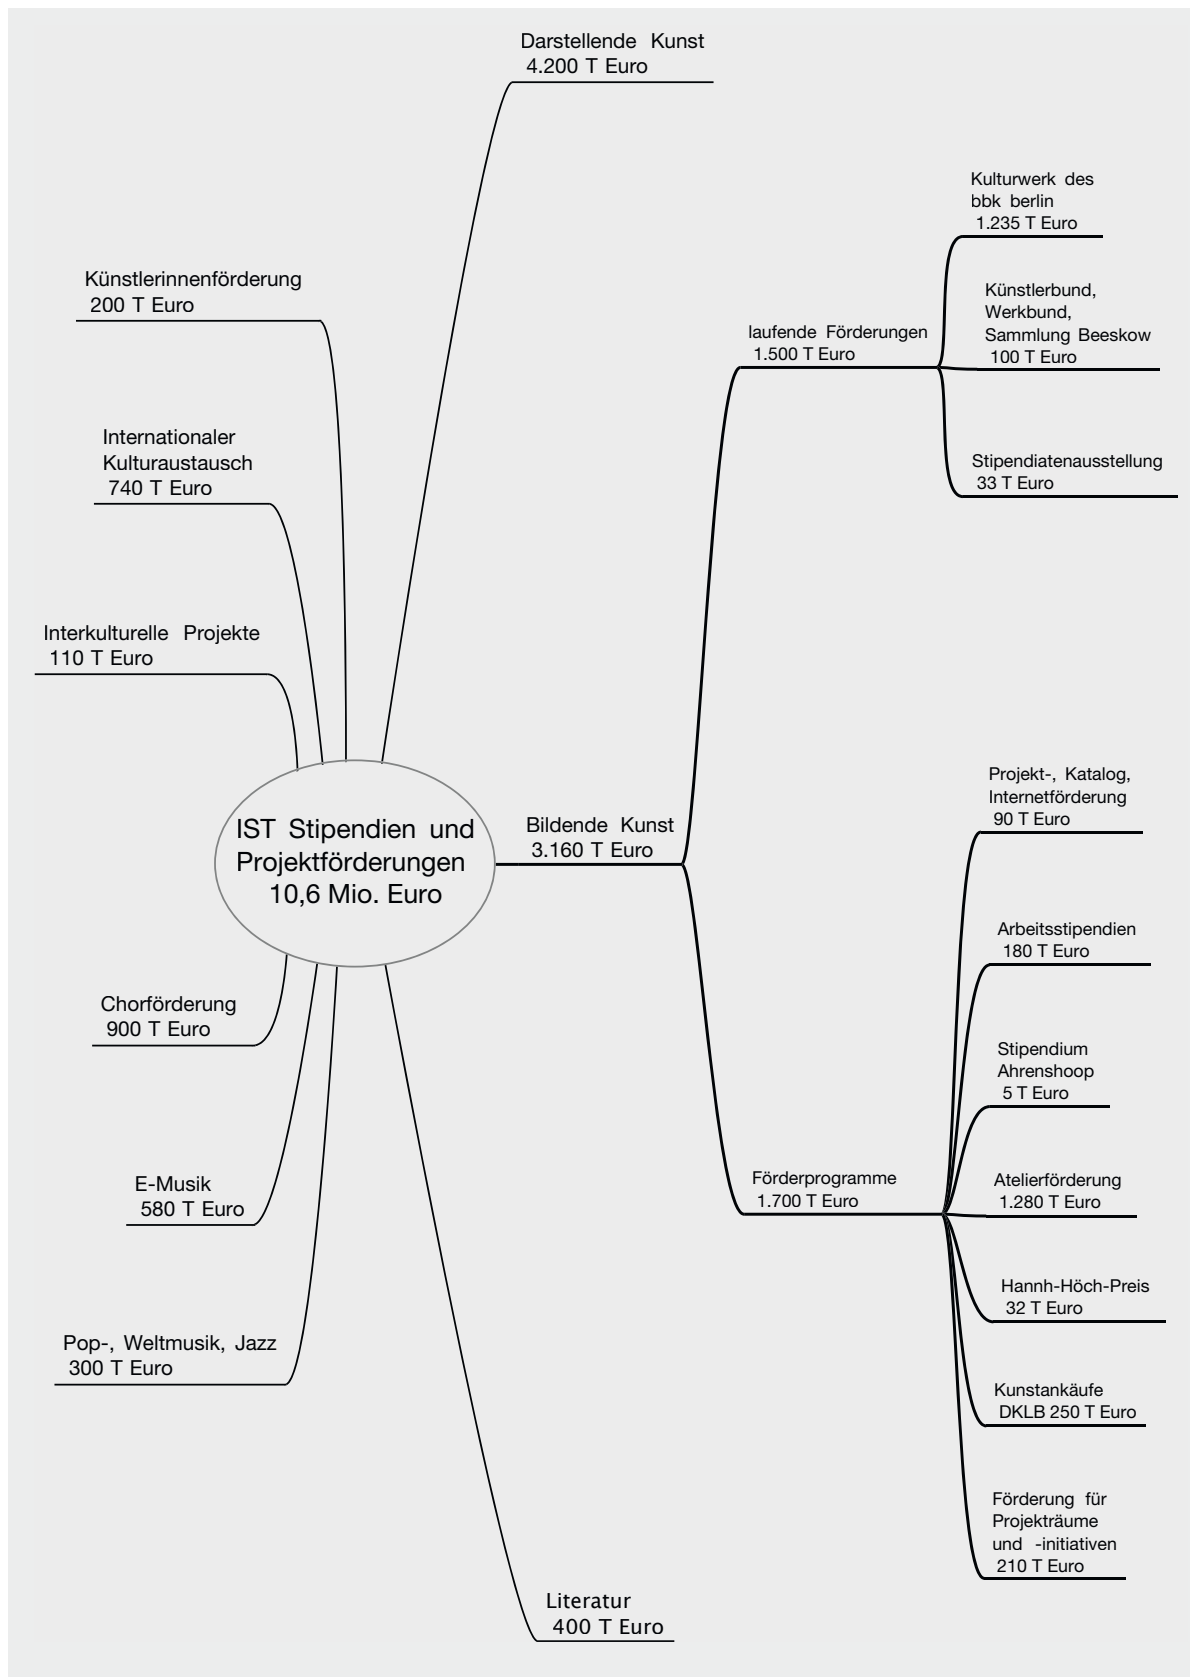 Darstellende Kunst
4.200 T Euro
Künstlerinnenförderung
200 T Euro
Internationaler
Kulturaustausch
740 T Euro
Interkulturelle Projekte
110 T Euro
IST Stipendien und
Projektförderungen
10,6 Mio. Euro
Chorförderung
900 T Euro
E-Musik
580 T Euro
Pop-, Weltmusik, Jazz
300 T Euro
Literatur
400 T Euro
Bildende Kunst
3.160 T Euro
laufende Förderungen
1.500 T Euro
Kulturwerk des
bbk berlin
1.235 T Euro
Künstlerbund,
Werkbund,
Sammlung Beeskow
100 T Euro
Stipendiatenausstellung
33 T Euro
Förderprogramme
1.700 T Euro
Projekt-, Katalog,
Internetförderung
90 T Euro
Arbeitsstipendien
180 T Euro
Stipendium
Ahrenshoop
5 T Euro
Atelierförderung
1.280 T Euro
Hannh-Höch-Preis
32 T Euro
Kunstankäufe
DKLB 250 T Euro
Förderung für
Projekträume
und -initiativen
210 T Euro